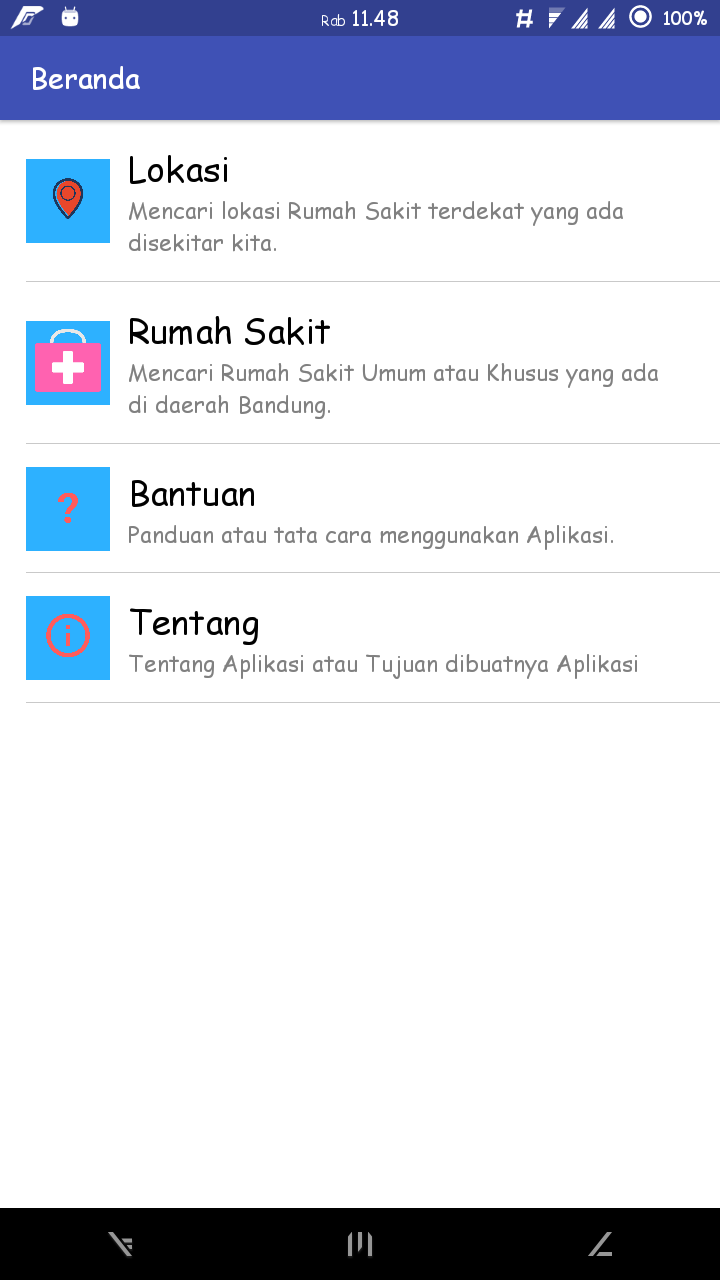 Rab 11.48 100%
Beranda
Lokasi
Mencari lokasi Rumah Sakit terdekat yang ada
disekitar kita.
Rumah Sakit
Mencari Rumah Sakit Umum atau Khusus yang ada
di daerah Bandung.
?
Bantuan
Panduan atau tata cara menggunakan Aplikasi.
Tentang
Tentang Aplikasi atau Tujuan dibuatnya Aplikasi